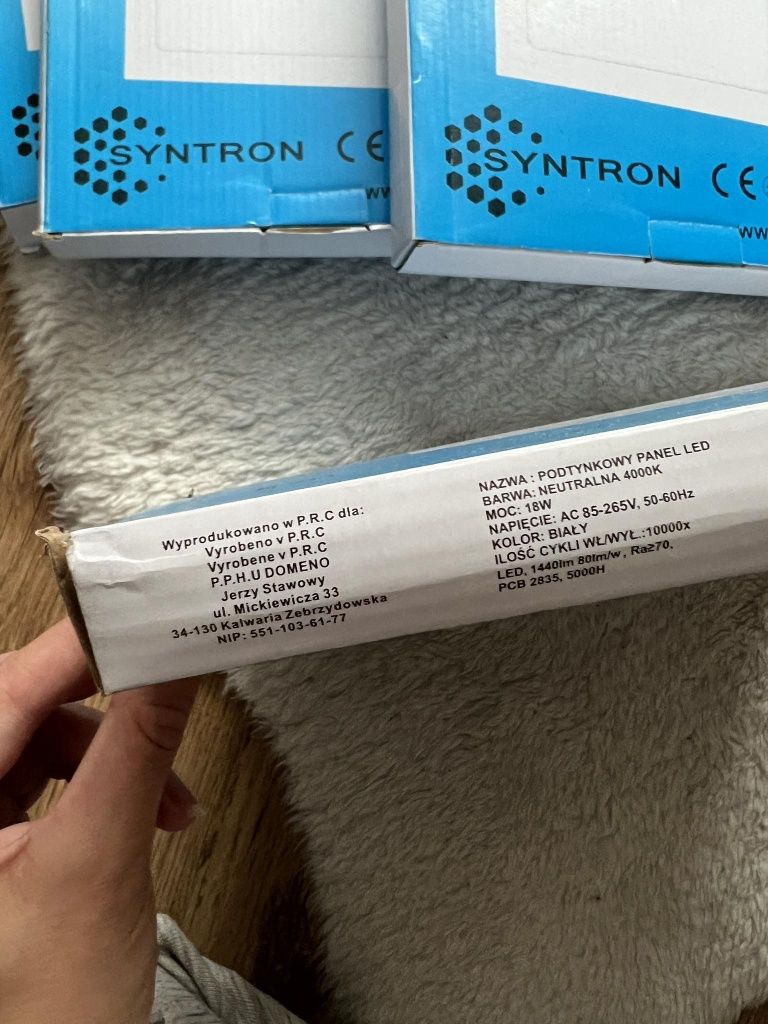 SYNTRON CE
ww
SYNTRON CE
ww
Wyprodukowano w P.R.C dla:
Vyrobeno v P.R.C
Vyrobene v P.R.C
P.P.H.U DOMENO
Jerzy Stawowy
ul. Mickiewicza 33
34-130 Kalwaria Zebrzydowska
NIP: 551-103-61-77
NAZWA : PODTYNKOWY PANEL LED
BARWA: NEUTRALNA 4000K
MOC: 18W
NAPIĘCIE: AC 85-265V, 50-60Hz
KOLOR: BIAŁY
ILOŚĆ CYKLI WŁ/WYŁ.:10000x
LED, 1440lm 80lm/w , Ra≥70,
PCB 2835, 5000H